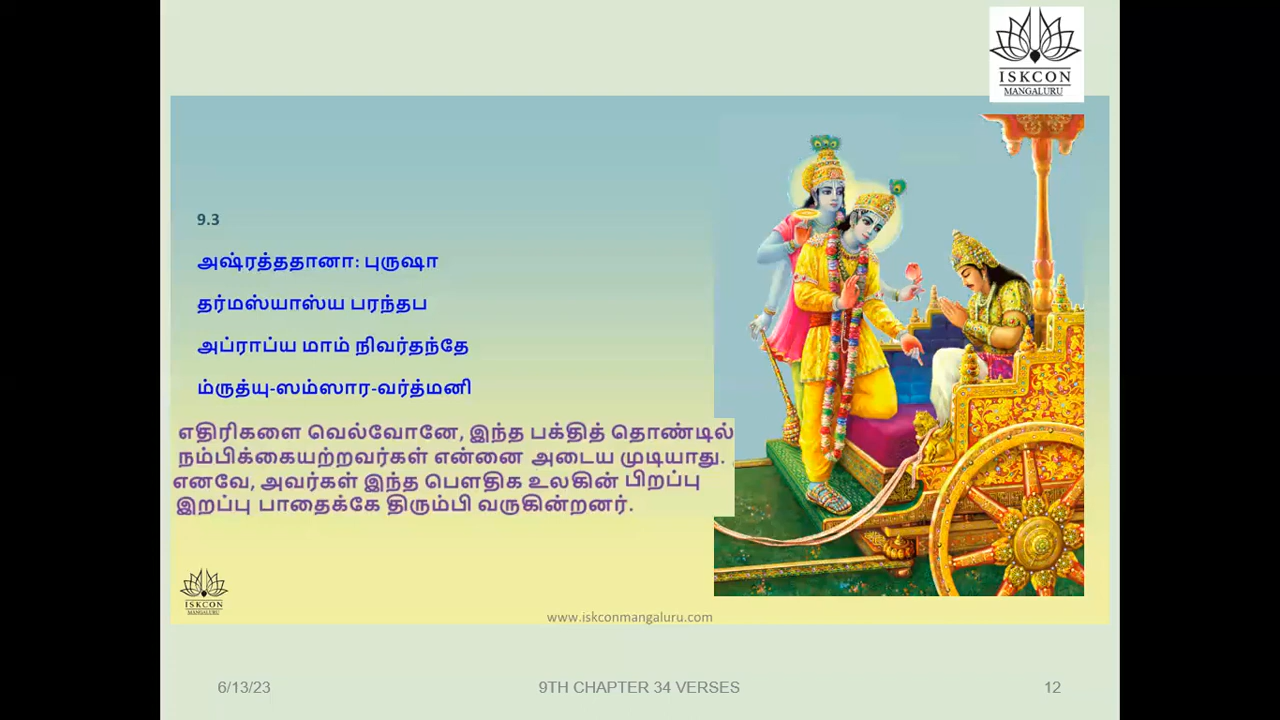 ISKCON
MANGALURU
9.3
அஷ்ரத்ததானா: புருஷா
தர்மஸ்யாஸ்ய பரந்தப
அப்ராப்ய மாம் நிவர்தந்தே
ம்ருத்யு-ஸம்ஸார-வர்த்மனி
எதிரிகளை வெல்வோனே, இந்த பக்தித் தொண்டில்
நம்பிக்கையற்றவர்கள் என்னை அடைய முடியாது.
எனவே, அவர்கள் இந்த பௌதிக உலகின் பிறப்பு
இறப்பு பாதைக்கே திரும்பி வருகின்றனர்.
ISKCON
MANGALURU
www.iskconmangaluru.com
6/13/23
9TH CHAPTER 34 VERSES
12